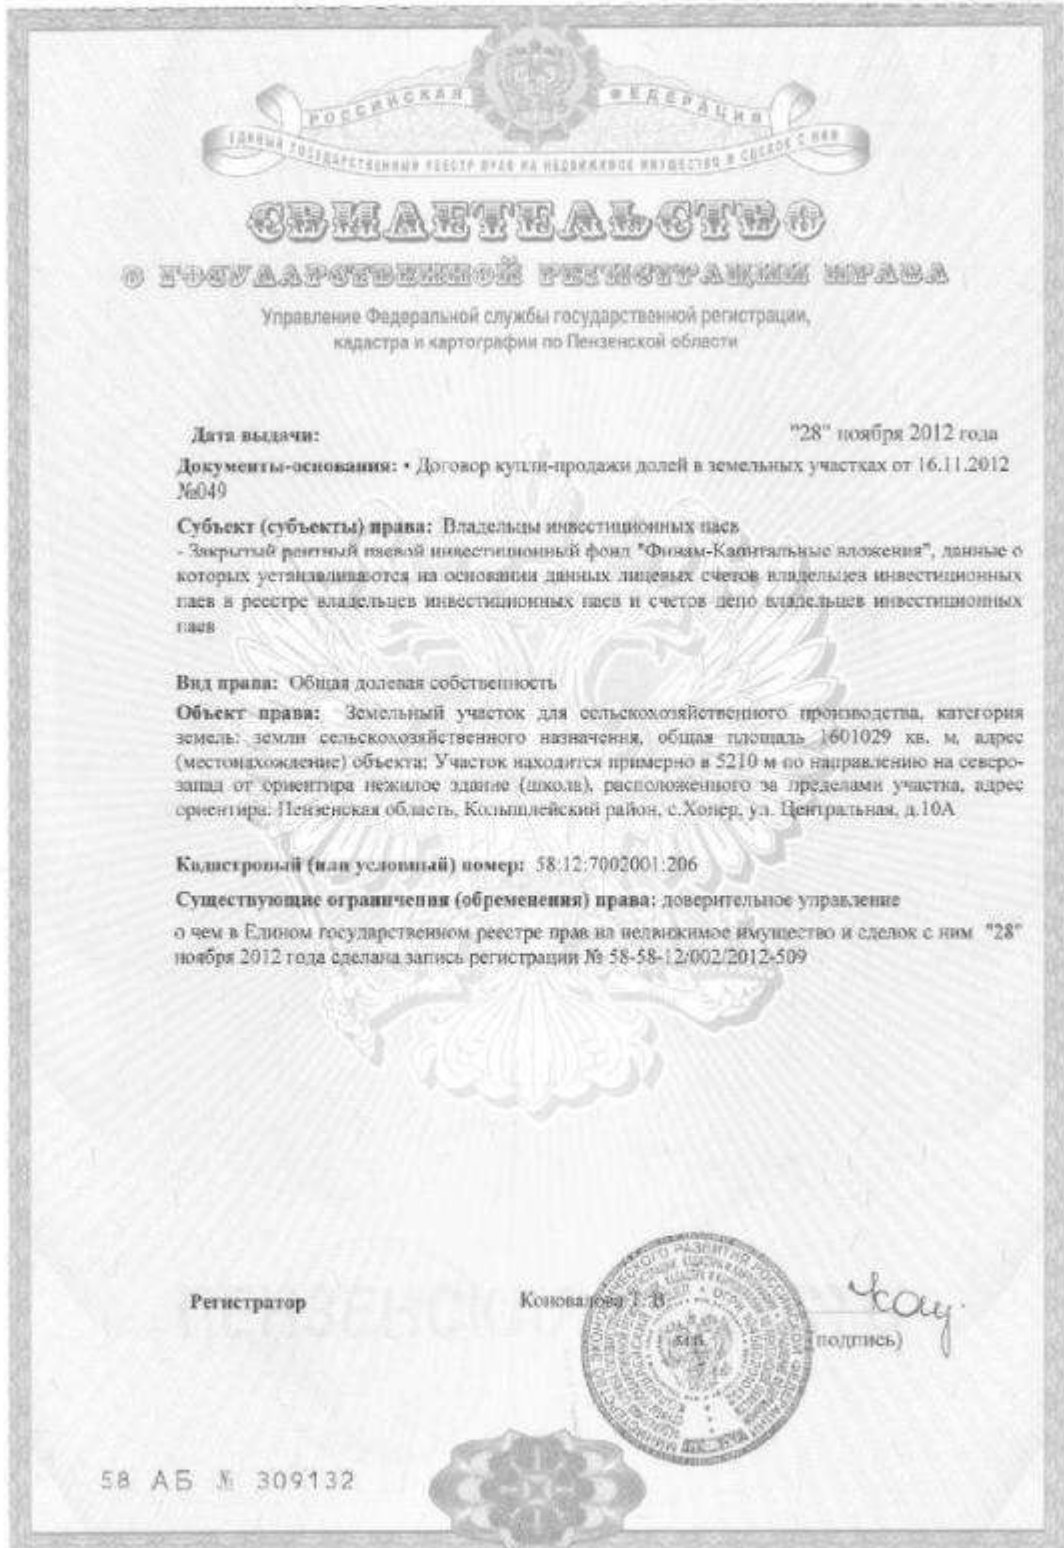 РОССИЙСКАЯ ФЕДЕРАЦИЯ
ЕДИНЫЙ ГОСУДАРСТВЕННЫЙ РЕЕСТР ПРАВ НА НЕДВИЖИМОЕ ИМУЩЕСТВО И СДЕЛОК С НИМ
СВИДЕТЕЛЬСТВО
О ГОСУДАРСТВЕННОЙ РЕГИСТРАЦИИ ПРАВА
Управление Федеральной службы государственной регистрации,
кадастра и картографии по Пензенской области
Дата выдачи: "28" ноября 2012 года
Документы-основания: • Договор купли-продажи долей в земельных участках от 16.11.2012
№049
Субъект (субъекты) права: Владельцы инвестиционных паев
- Закрытый рентный паевой инвестиционный фонд "Финам-Капитальные вложения", данные о
которых устанавливаются на основании данных лицевых счетов владельцев инвестиционных
паев в реестре владельцев инвестиционных паев и счетов депо владельцев инвестиционных
паев
Вид права: Общая долевая собственность
Объект права: Земельный участок для сельскохозяйственного производства, категория
земель: земли сельскохозяйственного назначения, общая площадь 1601029 кв. м, адрес
(местонахождение) объекта: Участок находится примерно в 5210 м по направлению на северо-
запад от ориентира нежилое здание (школа), расположенного за пределами участка, адрес
ориентира: Пензенская область, Колышлейский район, с.Хопер, ул. Центральная, д.10А
Кадастровый (или условный) номер: 58:12:7002001:206
Существующие ограничения (обременения) права: доверительное управление
о чем в Едином государственном реестре прав на недвижимое имущество и сделок с ним "28"
ноября 2012 года сделана запись регистрации № 58-58-12/002/2012-509
Регистратор Коновалова Т. В.
М.П. (подпись)
58 АБ № 309132